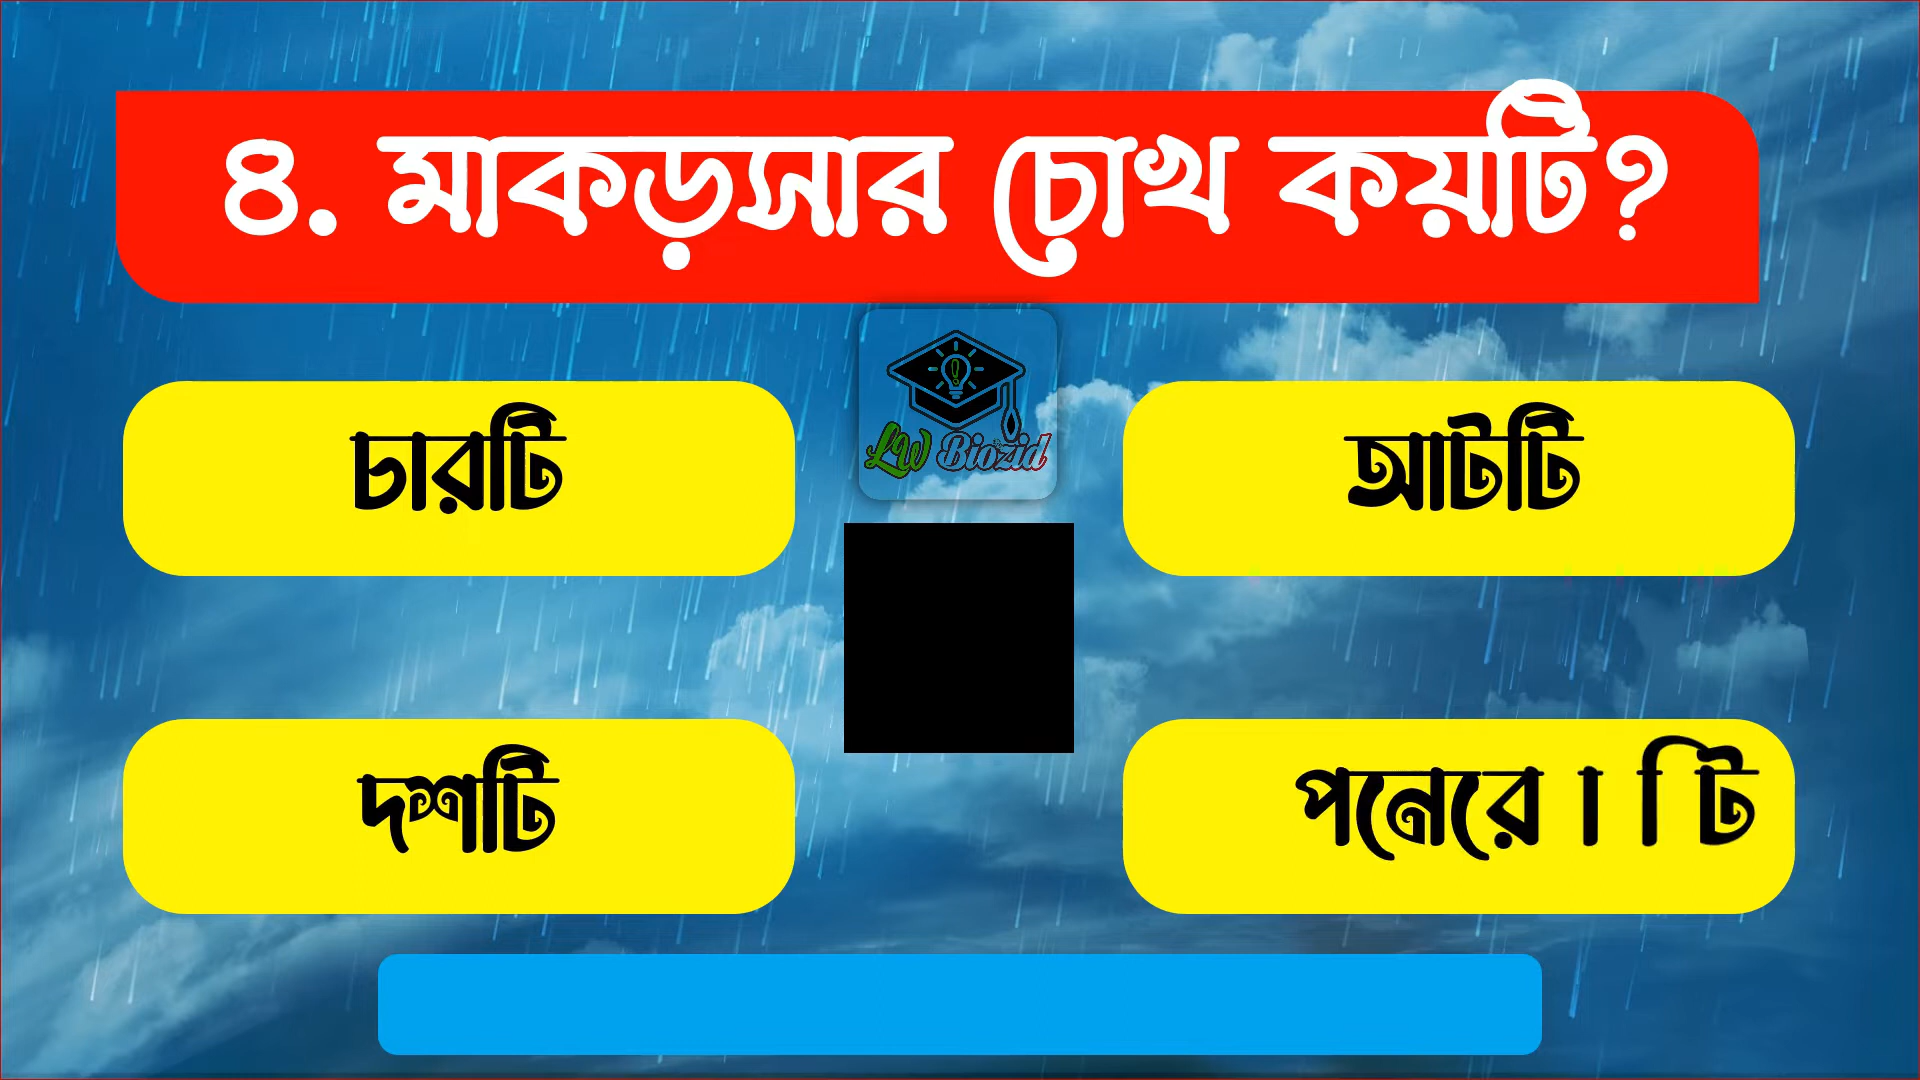 ৪. মাকড়সার চোখ কয়টি?
LW Biozid
চারটি
আটটি
দশটি
পনেরে া িট